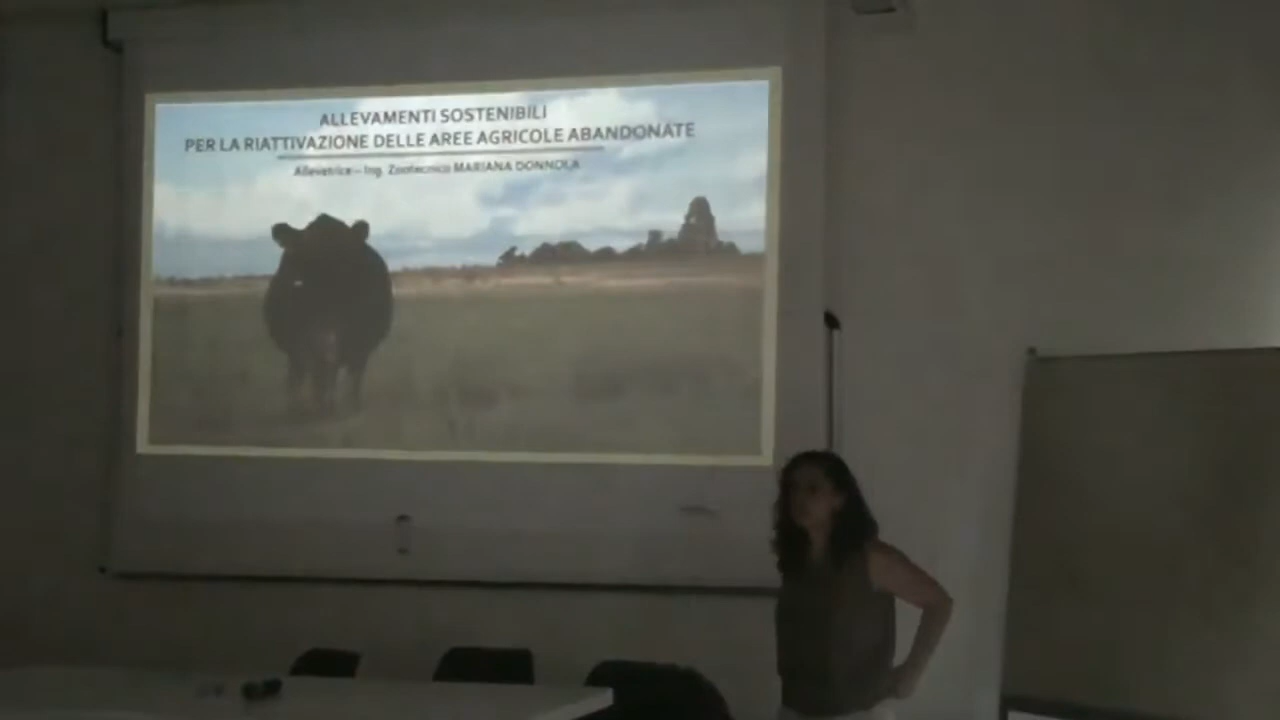 ALLEVAMENTI SOSTENIBILI
PER LA RIATTIVAZIONE DELLE AREE AGRICOLE ABANDONATE
Allevatrice – Ing. Zootecnico MARIANA DONNOLA